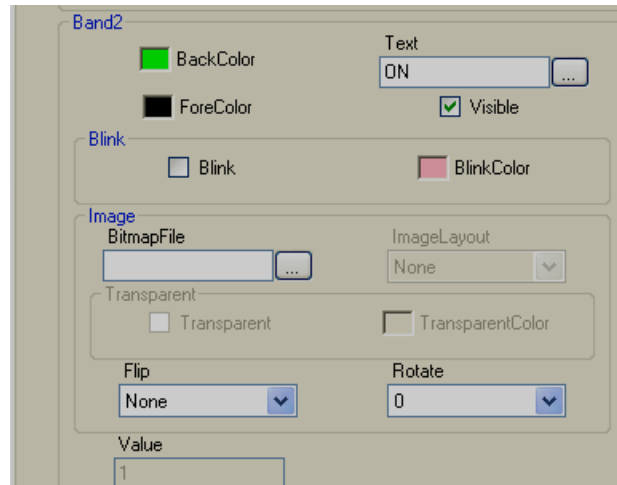 Band2
BackColor
Text
ON
...
ForeColor
Visible
Blink
Blink
BlinkColor
Image
BitmapFile
ImageLayout
...
None
Transparent
Transparent
TransparentColor
Flip
Rotate
None
0
Value
1